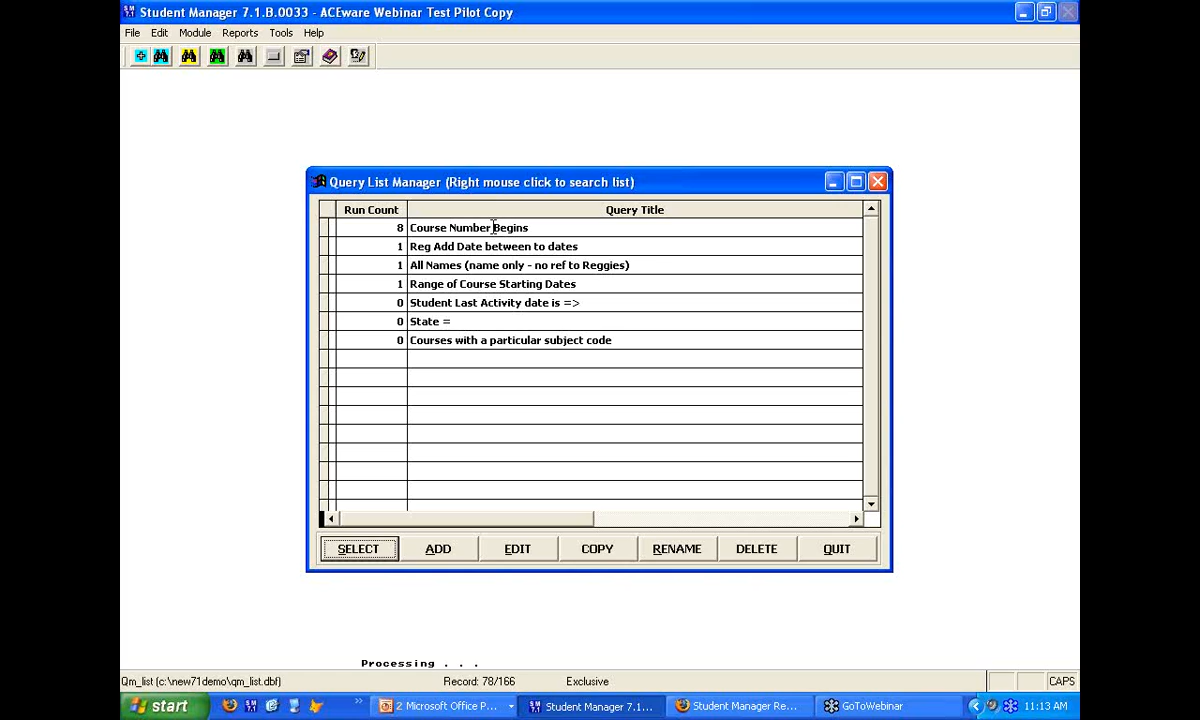 Student Manager 7.1.B.0033 - ACEware Webinar Test Pilot Copy
File Edit Module Reports Tools Help
Query List Manager (Right mouse click to search list)
Run Count Query Title
8 Course Number Begins
1 Reg Add Date between to dates
1 All Names (name only - no ref to Reggies)
1 Range of Course Starting Dates
0 Student Last Activity date is =>
0 State =
0 Courses with a particular subject code
SELECT ADD EDIT COPY RENAME DELETE QUIT
Processing . . .
Qm_list (c:\new71demo\qm_list.dbf) Record: 78/166 Exclusive CAPS
start 2 Microsoft Office P... Student Manager 7.1... Student Manager Re... GoToWebinar 11:13 AM